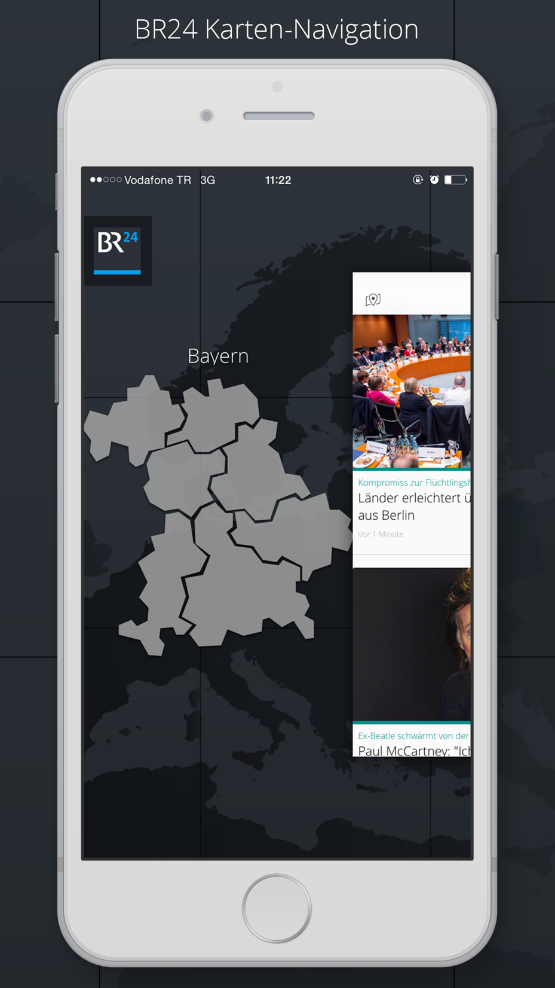 BR24 Karten-Navigation
Vodafone TR 3G 11:22
BR24
Bayern
Kompromiss zur Flüchtlingsh
Länder erleichtert ü
aus Berlin
Vor 1 Minute
Ex-Beatle schwärmt von der
Paul McCartney: "Ich